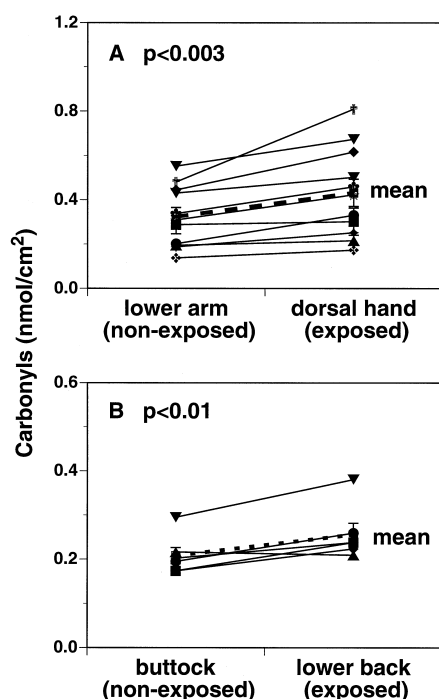 1.2
A p<0.003
0.8
mean
0.4
0.0
lower arm
(non-exposed)
dorsal hand
(exposed)
Carbonyls (nmol/cm²)
0.6
B p<0.01
0.4
mean
0.2
0.0
buttock
(non-exposed)
lower back
(exposed)